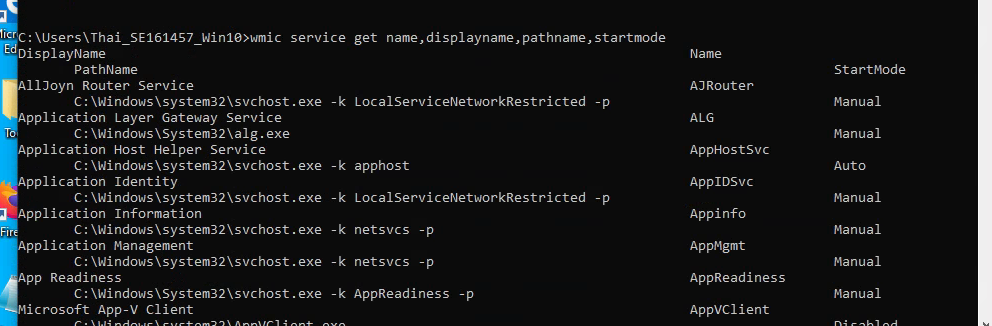 C:\Users\Thai_SE161457_Win10>wmic service get name,displayname,pathname,startmode
DisplayName Name
PathName StartMode
AllJoyn Router Service AJRouter
C:\Windows\system32\svchost.exe -k LocalServiceNetworkRestricted -p Manual
Application Layer Gateway Service ALG
C:\Windows\System32\alg.exe Manual
Application Host Helper Service AppHostSvc
C:\Windows\system32\svchost.exe -k apphost Auto
Application Identity AppIDSvc
C:\Windows\system32\svchost.exe -k LocalServiceNetworkRestricted -p Manual
Application Information Appinfo
C:\Windows\system32\svchost.exe -k netsvcs -p Manual
Application Management AppMgmt
C:\Windows\system32\svchost.exe -k netsvcs -p Manual
App Readiness AppReadiness
C:\Windows\System32\svchost.exe -k AppReadiness -p Manual
Microsoft App-V Client AppVClient
C:\Windows\system32\AppVClient.exe Disabled